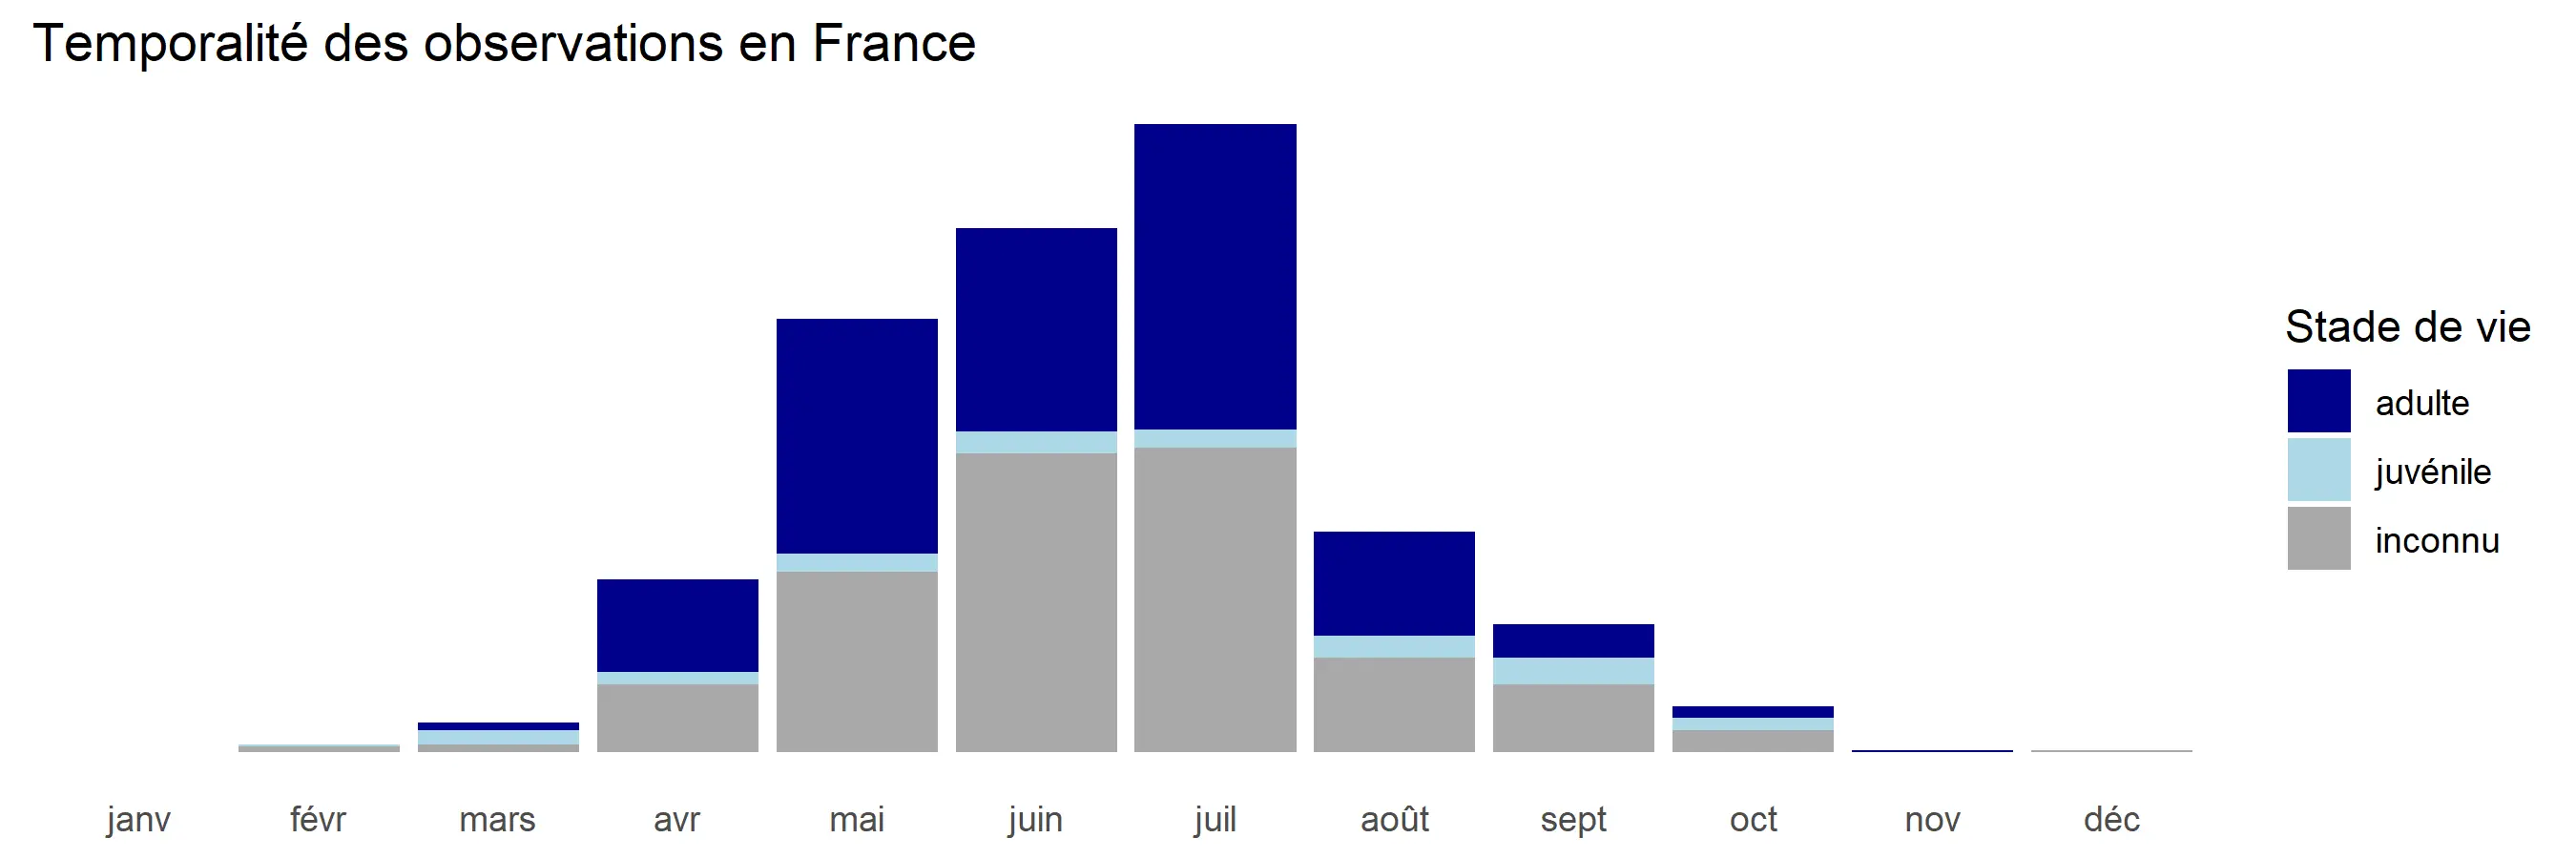 Temporalité des observations en France
Stade de vie
adulte
juvénile
inconnu
janv févr mars avr mai juin juil août sept oct nov déc